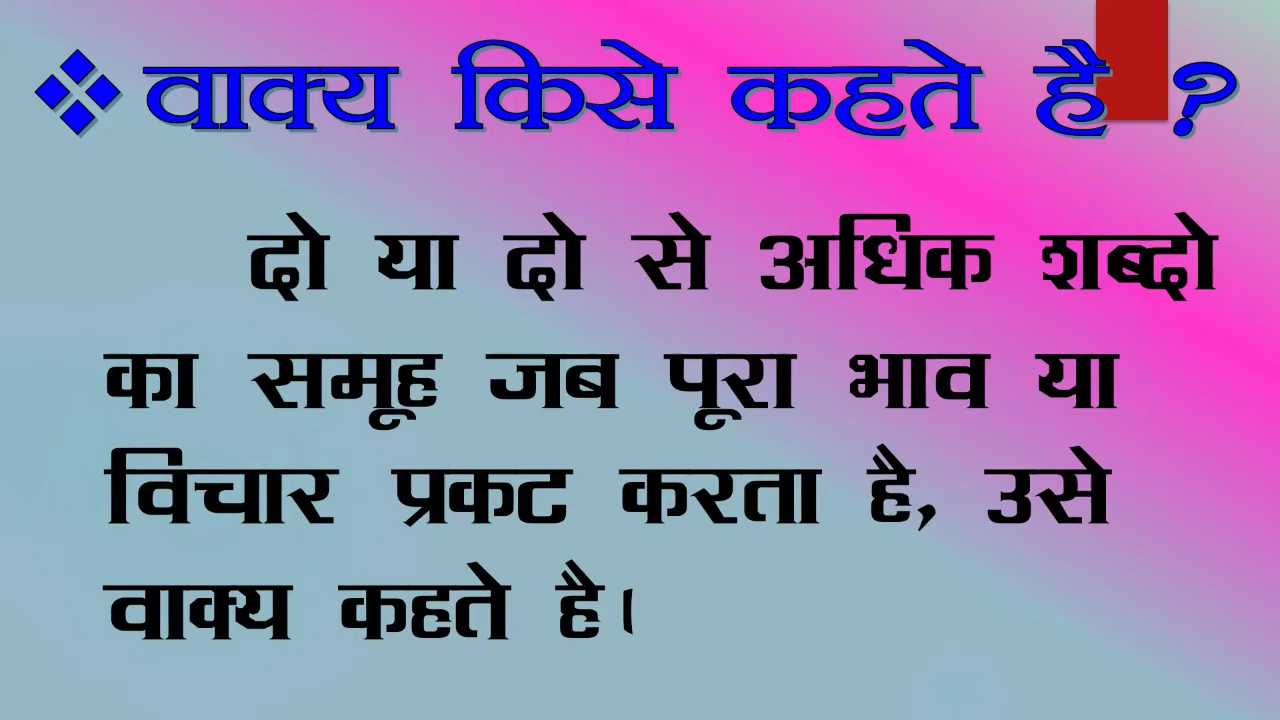 ❖ वाक्य किसे कहते है ?
दो या दो से अधिक शब्दो
का समूह जब पूरा भाव या
विचार प्रकट करता है, उसे
वाक्य कहते है।